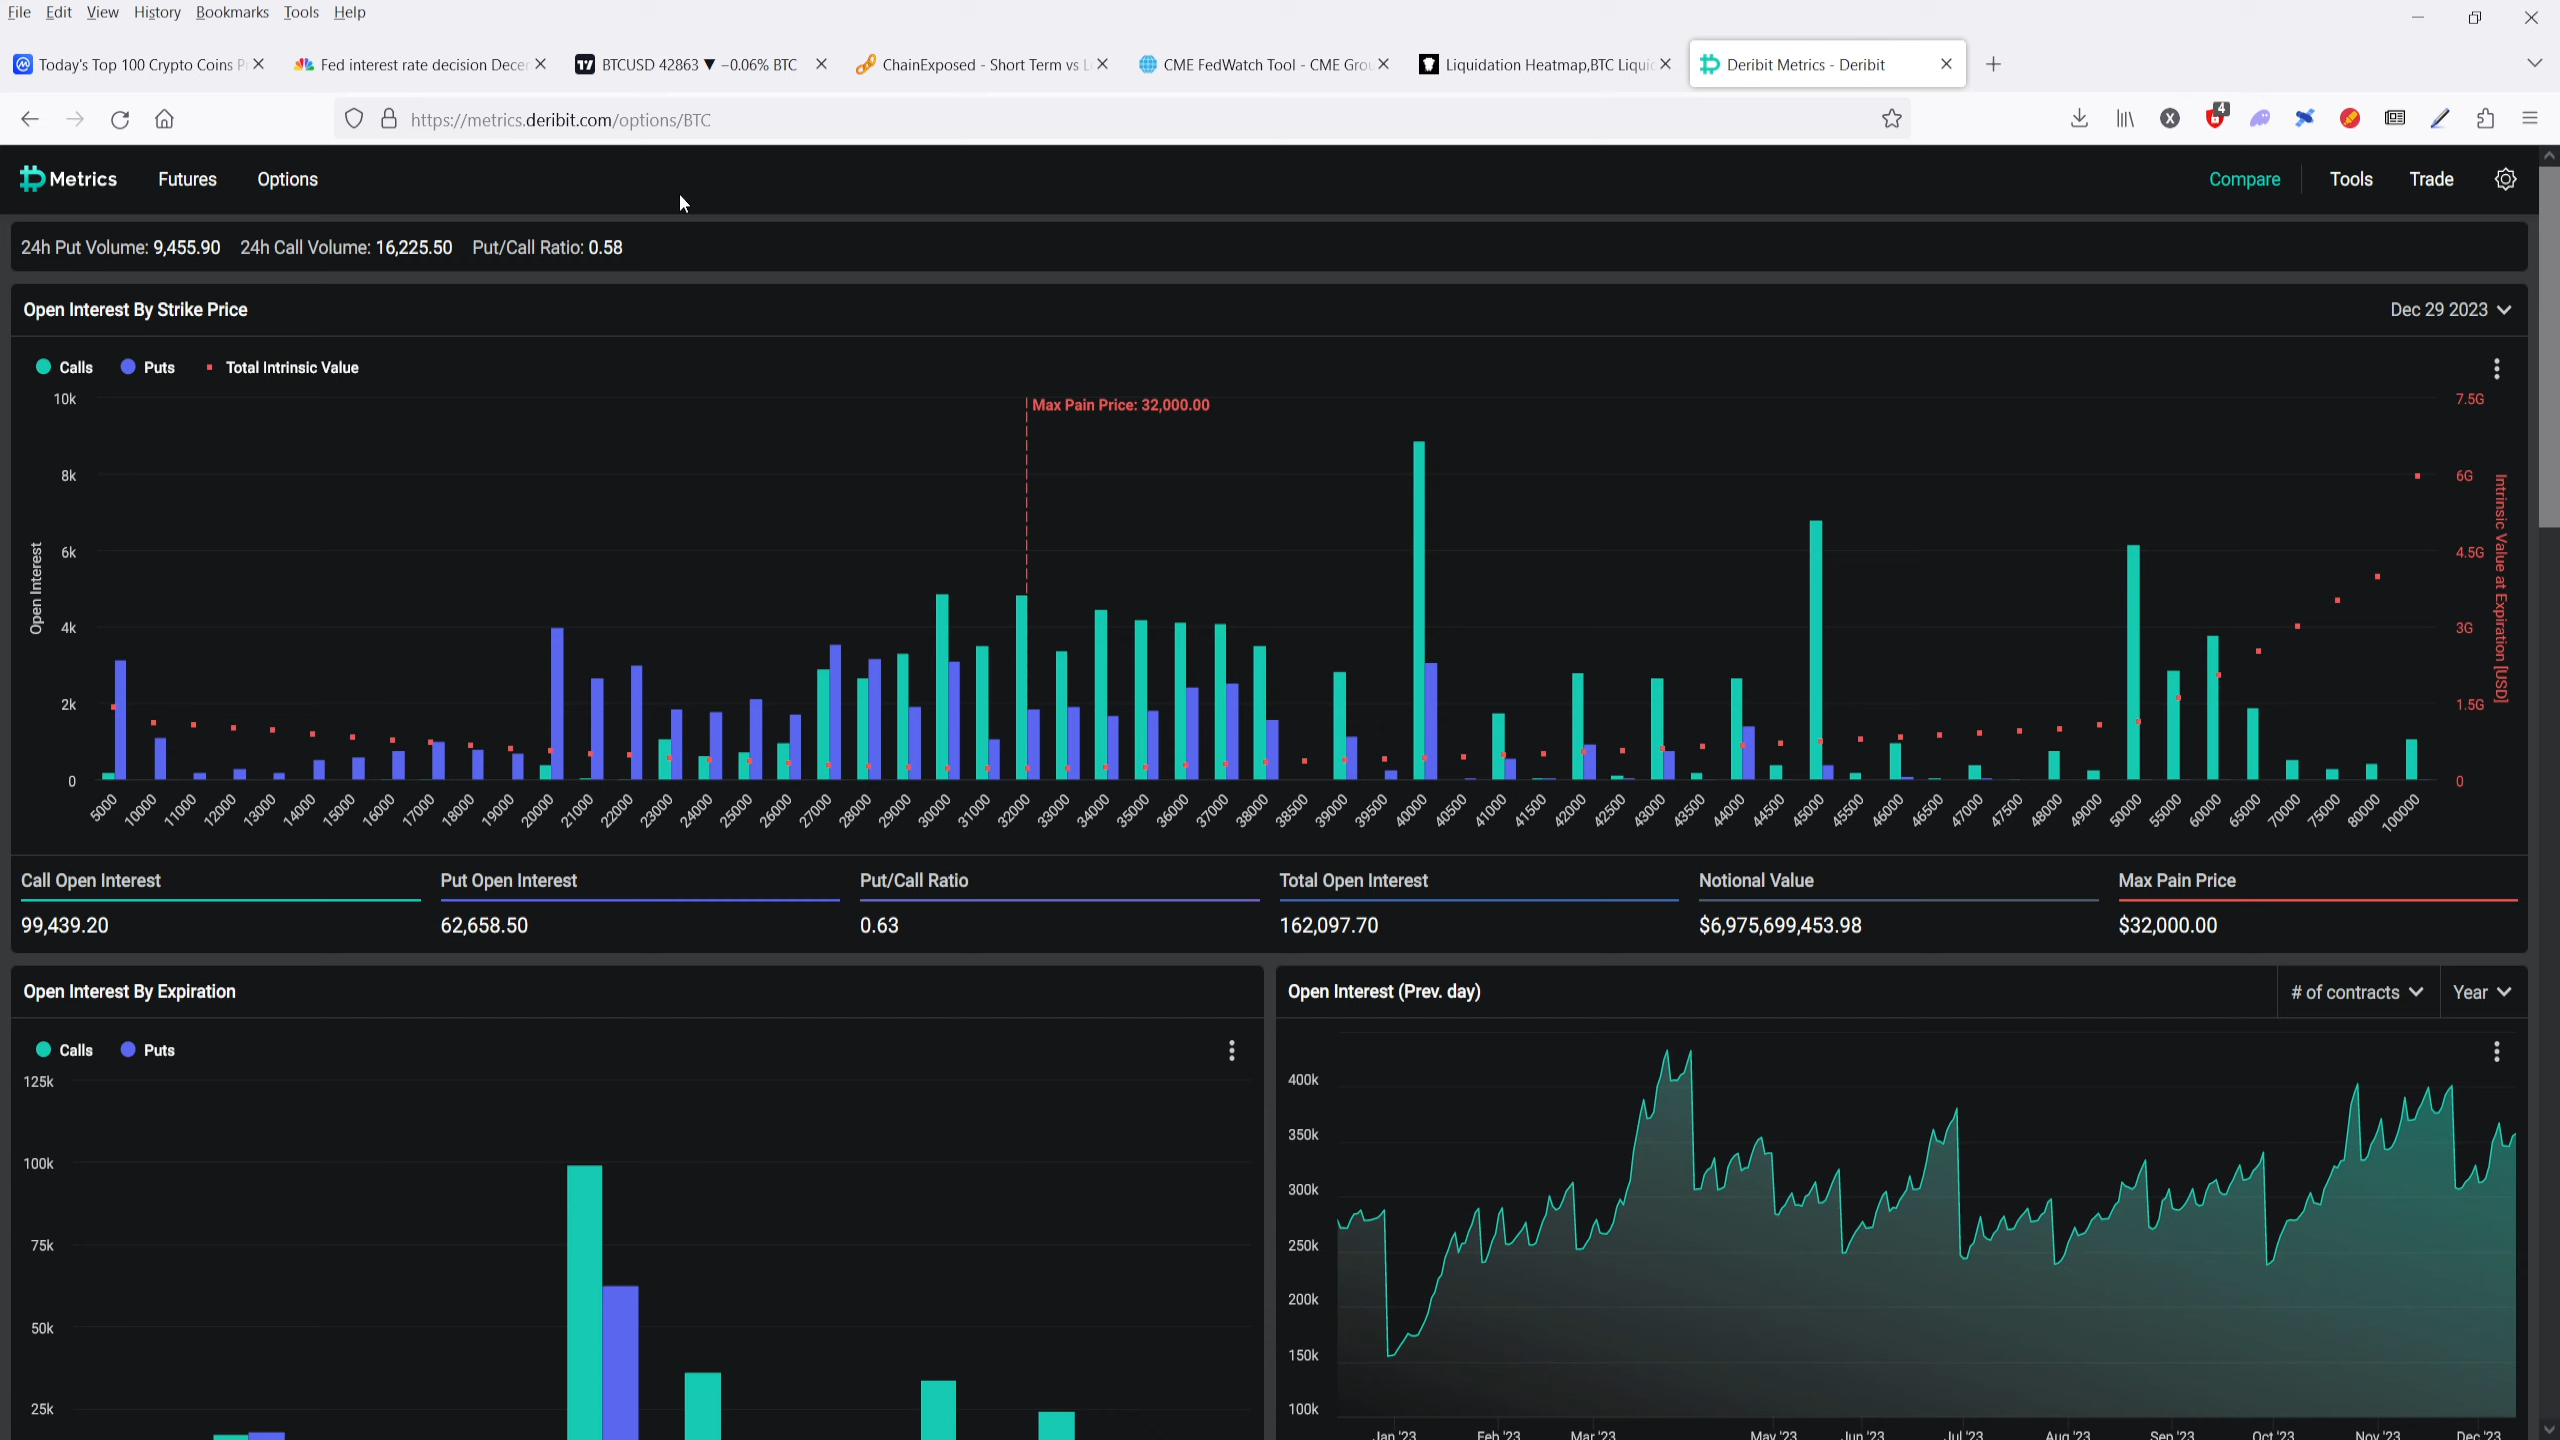 File Edit View History Bookmarks Tools Help
Today's Top 100 Crypto Coins P
Fed interest rate decision Decem
BTCUSD 42863 ▼ −0.06% BTC
ChainExposed - Short Term vs L
CME FedWatch Tool - CME Grou
Liquidation Heatmap,BTC Liquid
Deribit Metrics - Deribit
https://metrics.deribit.com/options/BTC
4
Metrics Futures Options
Compare Tools Trade
24h Put Volume: 9,455.90 24h Call Volume: 16,225.50 Put/Call Ratio: 0.58
Open Interest By Strike Price
Dec 29 2023
Calls Puts Total Intrinsic Value
Max Pain Price: 32,000.00
10k
8k
6k
4k
2k
0
Open Interest
7.5G
6G
4.5G
3G
1.5G
0
Intrinsic Value at Expiration [USD]
5000 10000 11000 12000 13000 14000 15000 16000 17000 18000 19000 20000 21000 22000 23000 24000 25000 26000 27000 28000 29000 30000 31000 32000 33000 34000 35000 36000 37000 38000 38500 39000 39500 40000 40500 41000 41500 42000 42500 43000 43500 44000 44500 45000 45500 46000 46500 47000 47500 48000 49000 50000 55000 60000 65000 70000 75000 80000 100000
Call Open Interest
99,439.20
Put Open Interest
62,658.50
Put/Call Ratio
0.63
Total Open Interest
162,097.70
Notional Value
$6,975,699,453.98
Max Pain Price
$32,000.00
Open Interest By Expiration
Calls Puts
125k
100k
75k
50k
25k
Open Interest (Prev. day)
# of contracts
Year
400k
350k
300k
250k
200k
150k
100k
Jan '23 Feb '23 Mar '23 May '23 Jun '23 Jul '23 Aug '23 Sep '23 Oct '23 Nov '23 Dec '23